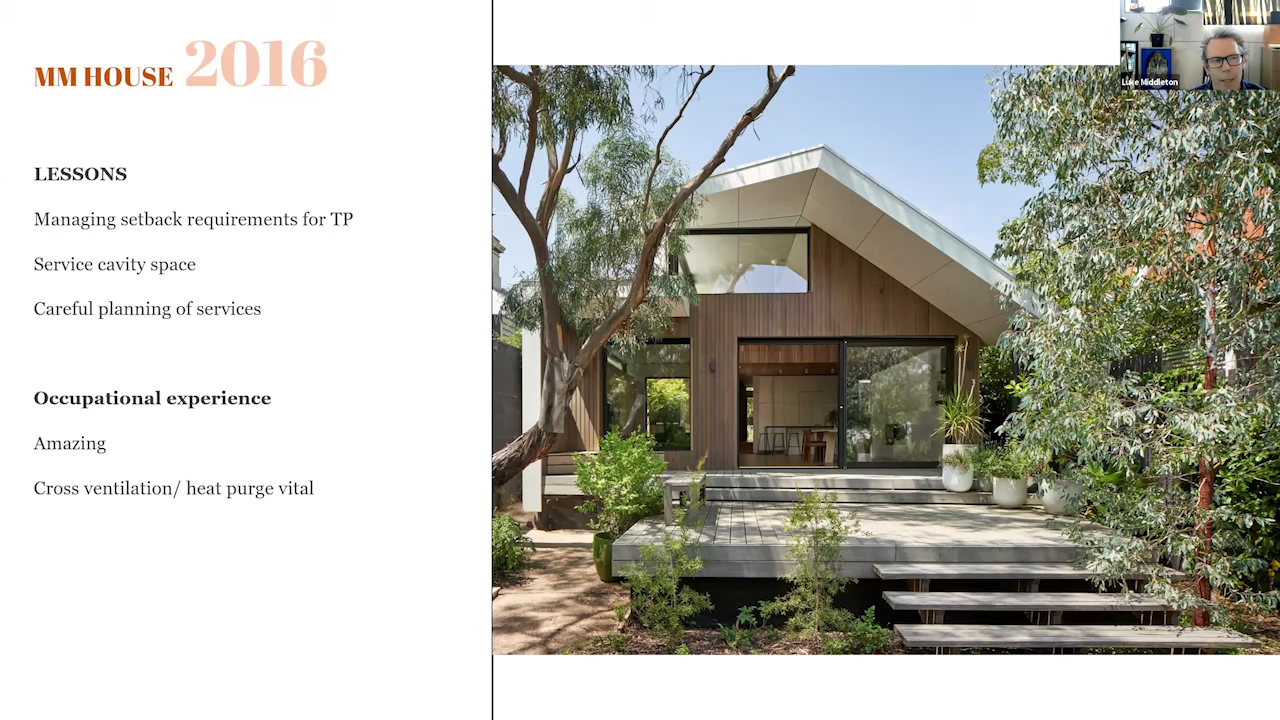 MM HOUSE 2016
LESSONS
Managing setback requirements for TP
Service cavity space
Careful planning of services
Occupational experience
Amazing
Cross ventilation/ heat purge vital
Luke Middleton